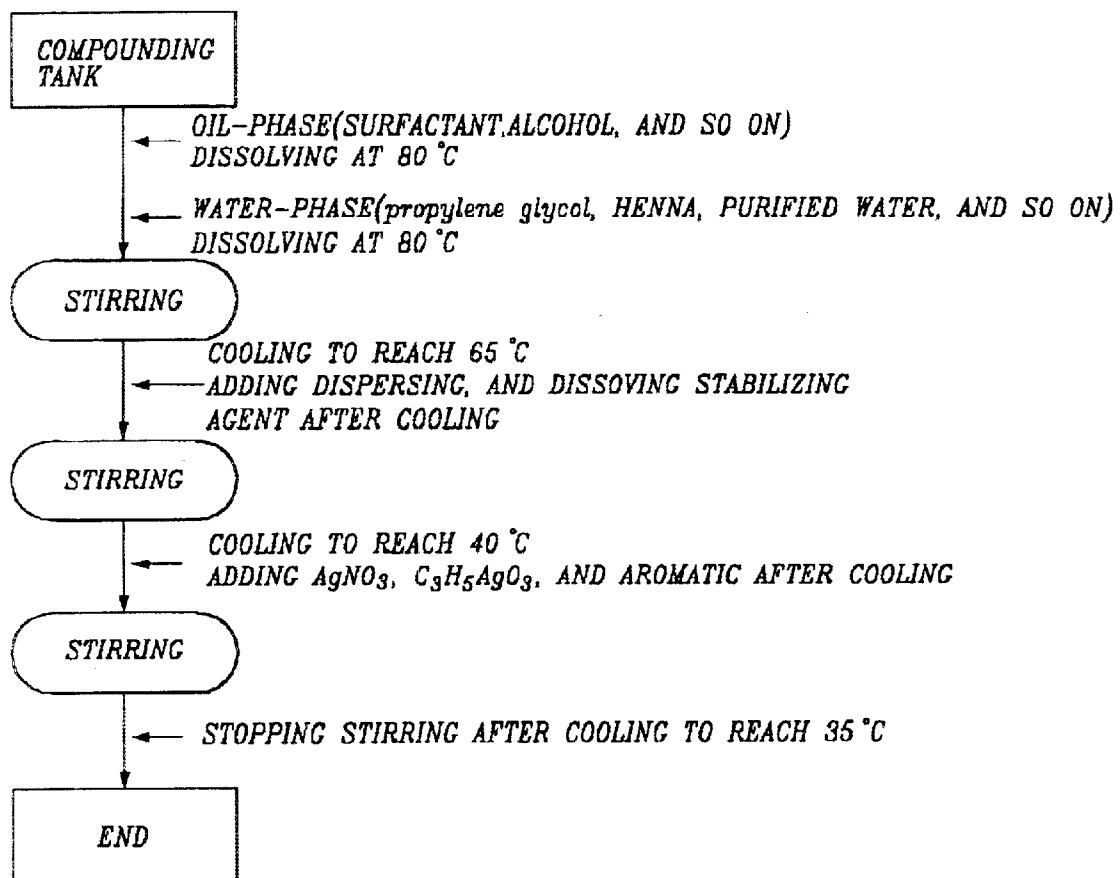 COMPOUNDING
TANK
OIL-PHASE(SURFACTANT,ALCOHOL, AND SO ON)
DISSOLVING AT 80 °C
WATER-PHASE(propylene glycol, HENNA, PURIFIED WATER, AND SO ON)
DISSOLVING AT 80 °C
STIRRING
COOLING TO REACH 65 °C
ADDING DISPERSING, AND DISSOVING STABILIZING
AGENT AFTER COOLING
STIRRING
COOLING TO REACH 40 °C
ADDING AgNO₃, C₃H₅AgO₃, AND AROMATIC AFTER COOLING
STIRRING
STOPPING STIRRING AFTER COOLING TO REACH 35 °C
END